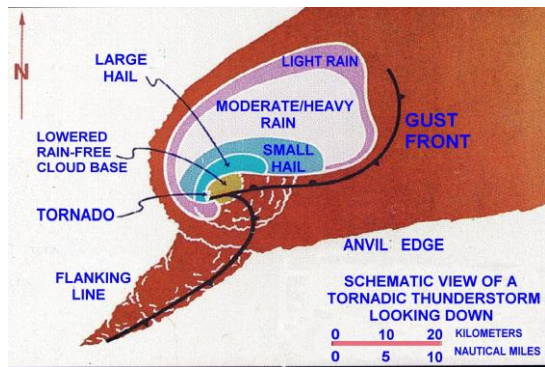 N
LARGE
HAIL
LIGHT RAIN
MODERATE/HEAVY
RAIN
LOWERED
RAIN-FREE
CLOUD BASE
SMALL
HAIL
GUST
FRONT
TORNADO
ANVIL EDGE
FLANKING
LINE
SCHEMATIC VIEW OF A
TORNADIC THUNDERSTORM
LOOKING DOWN
0 10 20 KILOMETERS
0 5 10 NAUTICAL MILES